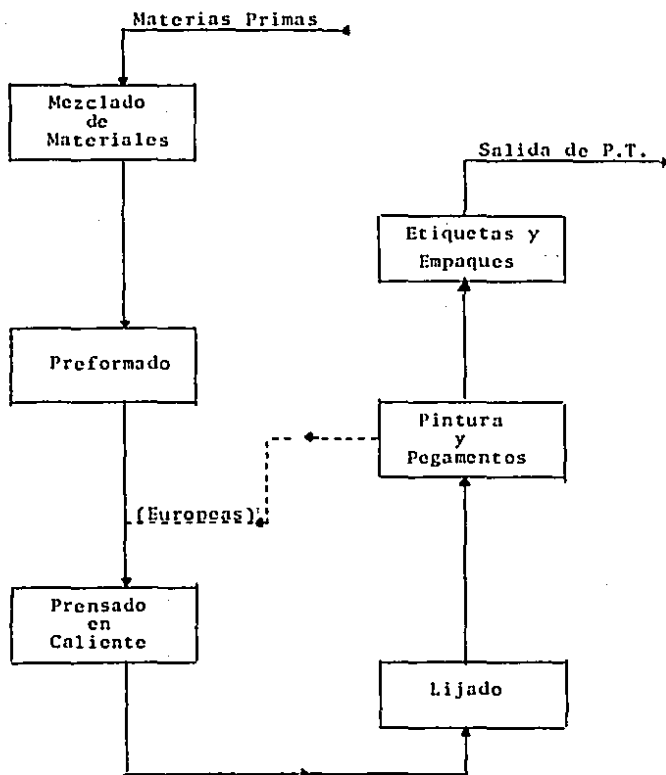 Materias Primas
Mezclado
de
Materiales
Preformado
(Europeas)
Prensado
en
Caliente
Salida de P.T.
Etiquetas y
Empaques
Pintura
y
Pegamentos
Lijado